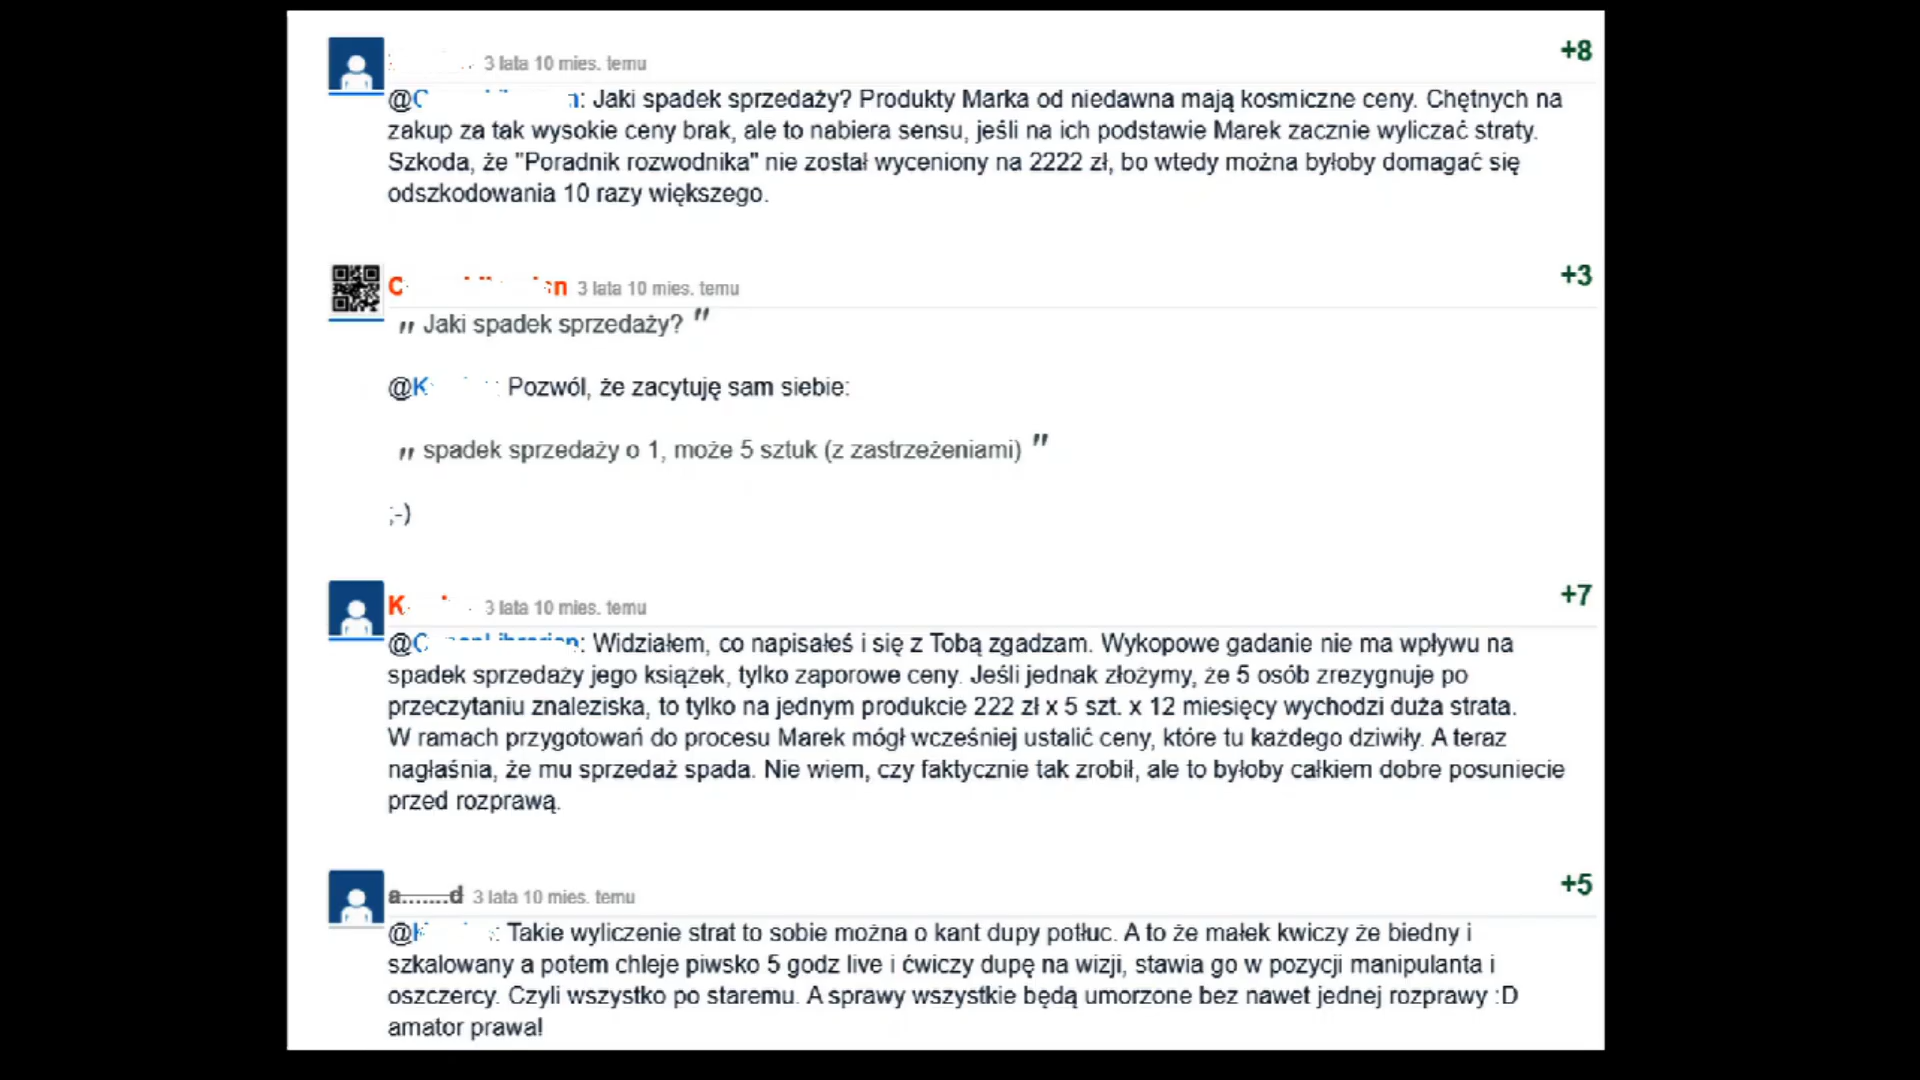 3 lata 10 mies. temu
+8
@C: Jaki spadek sprzedaży? Produkty Marka od niedawna mają kosmiczne ceny. Chętnych na
zakup za tak wysokie ceny brak, ale to nabiera sensu, jeśli na ich podstawie Marek zacznie wyliczać straty.
Szkoda, że "Poradnik rozwodnika" nie został wyceniony na 2222 zł, bo wtedy można byłoby domagać się
odszkodowania 10 razy większego.
3 lata 10 mies. temu
+3
„ Jaki spadek sprzedaży? "
@K: Pozwól, że zacytuję sam siebie:
„ spadek sprzedaży o 1, może 5 sztuk (z zastrzeżeniami) "
;-)
K 3 lata 10 mies. temu
+7
@C: Widziałem, co napisałeś i się z Tobą zgadzam. Wykopowe gadanie nie ma wpływu na
spadek sprzedaży jego książek, tylko zaporowe ceny. Jeśli jednak złożymy, że 5 osób zrezygnuje po
przeczytaniu znaleziska, to tylko na jednym produkcie 222 zł x 5 szt. x 12 miesięcy wychodzi duża strata.
W ramach przygotowań do procesu Marek mógł wcześniej ustalić ceny, które tu każdego dziwiły. A teraz
nagłaśnia, że mu sprzedaż spada. Nie wiem, czy faktycznie tak zrobił, ale to byłoby całkiem dobre posuniecie
przed rozprawą.
a.......d 3 lata 10 mies. temu
+5
@K: Takie wyliczenie strat to sobie można o kant dupy potłuc. A to że małek kwiczy że biedny i
szkalowany a potem chleje piwsko 5 godz live i ćwiczy dupę na wizji, stawia go w pozycji manipulanta i
oszczercy. Czyli wszystko po staremu. A sprawy wszystkie będą umorzone bez nawet jednej rozprawy :D
amator prawa!